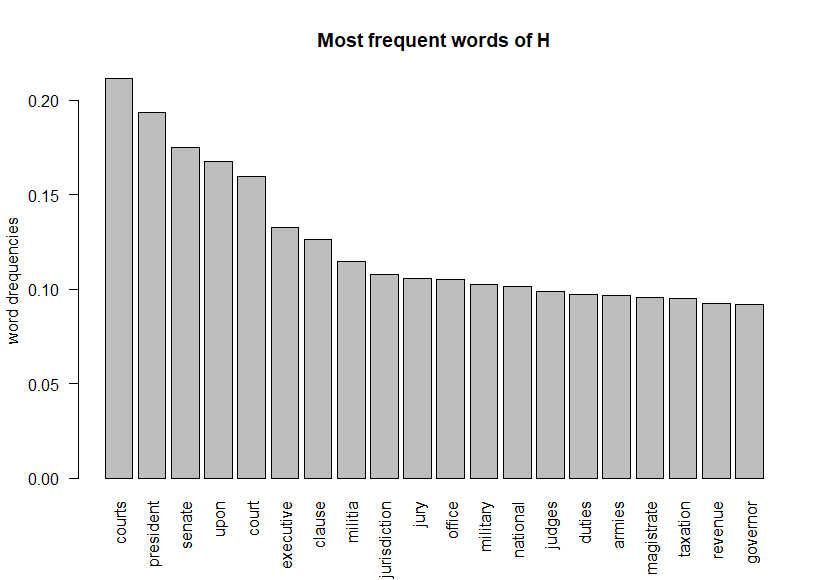 Most frequent words of H
word drequencies
0.20
0.15
0.10
0.05
0.00
courts
president
senate
upon
court
executive
clause
militia
jurisdiction
jury
office
military
national
judges
duties
armies
magistrate
taxation
revenue
governor